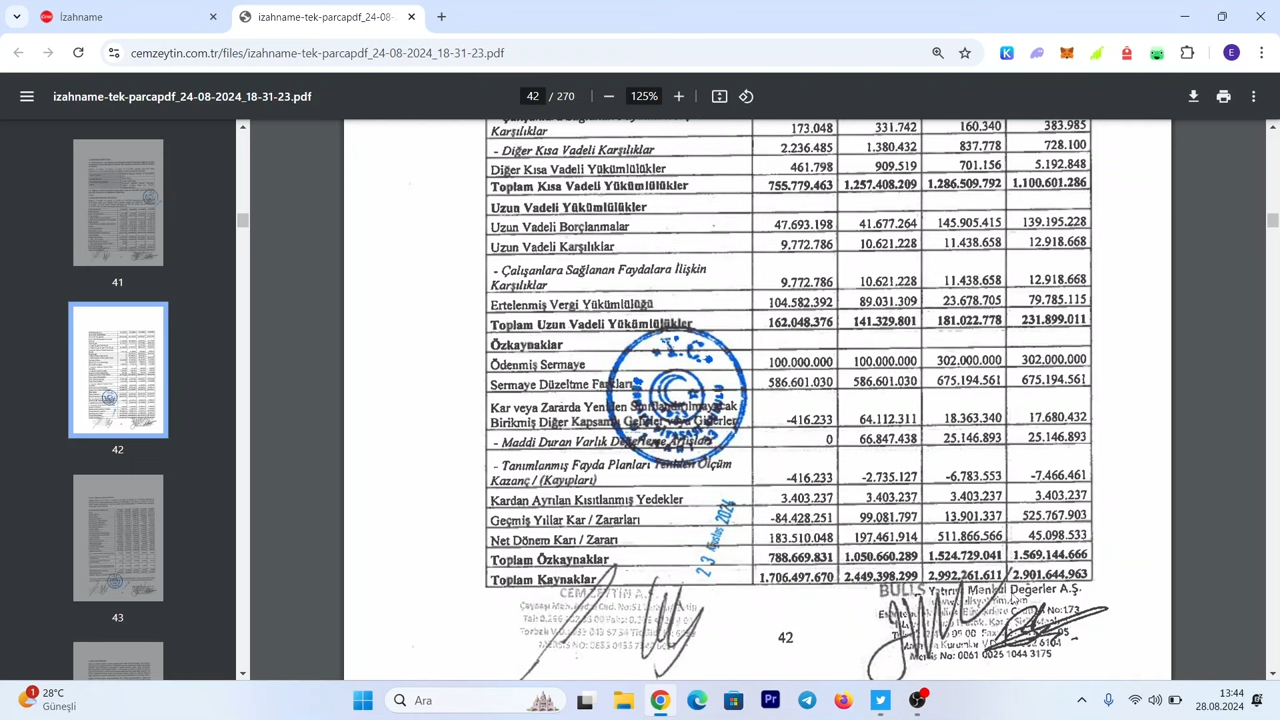 İzahname
izahname-tek-parcapdf_24-08-
cemzeytin.com.tr/files/izahname-tek-parcapdf_24-08-2024_18-31-23.pdf
E
izahname-tek-parcapdf_24-08-2024_18-31-23.pdf
42 / 270
125%
41
42
43
Karşılıklar 173.048 331.742 160.340 383.985
- Diğer Kısa Vadeli Karşılıklar 2.236.485 1.380.432 837.778 728.100
Diğer Kısa Vadeli Yükümlülükler 461.798 909.519 701.156 5.192.848
Toplam Kısa Vadeli Yükümlülükler 755.779.463 1.257.408.209 1.286.509.792 1.100.601.286
Uzun Vadeli Yükümlülükler
Uzun Vadeli Borçlanmalar 47.693.198 41.677.264 145.905.415 139.195.228
Uzun Vadeli Karşılıklar 9.772.786 10.621.228 11.438.658 12.918.668
- Çalışanlara Sağlanan Faydalara İlişkin
Karşılıklar 9.772.786 10.621.228 11.438.658 12.918.668
Ertelenmiş Vergi Yükümlülüğü 104.582.392 89.031.309 23.678.705 79.785.115
Toplam Uzun Vadeli Yükümlülükler 162.048.376 141.329.801 181.022.778 231.899.011
Özkaynaklar
Ödenmiş Sermaye 100.000.000 100.000.000 302.000.000 302.000.000
Sermaye Düzeltme Farkları 586.601.030 586.601.030 675.194.561 675.194.561
Kar veya Zararda Yeniden Sınıflandırılmayacak
Birikmiş Diğer Kapsamlı Gelirler veya Giderler -416.233 64.112.311 18.363.340 17.680.432
- Maddi Duran Varlık Değerleme Artışları 0 66.847.438 25.146.893 25.146.893
- Tanımlanmış Fayda Planları Yeniden Ölçüm
Kazanç / (Kayıpları) -416.233 -2.735.127 -6.783.553 -7.466.461
Kardan Ayrılan Kısıtlanmış Yedekler 3.403.237 3.403.237 3.403.237 3.403.237
Geçmiş Yıllar Kar / Zararları -84.428.251 99.081.797 13.901.337 525.767.903
Net Dönem Karı / Zararı 183.510.048 197.461.914 511.866.566 45.098.533
Toplam Özkaynaklar 788.669.831 1.050.660.289 1.524.729.041 1.569.144.666
Toplam Kaynaklar 1.706.497.670 2.449.398.299 2.992.261.611 2.901.644.963
T.C.
23 Ağustos 2024
CEMZEYTİN A.Ş.
BULLS Yatırım Menkul Değerler A.Ş.
No:173
Mersis No: 0061 0025 1044 3175
42
1
28°C
Güneşli
Ara
Pr
13:44
28.08.2024